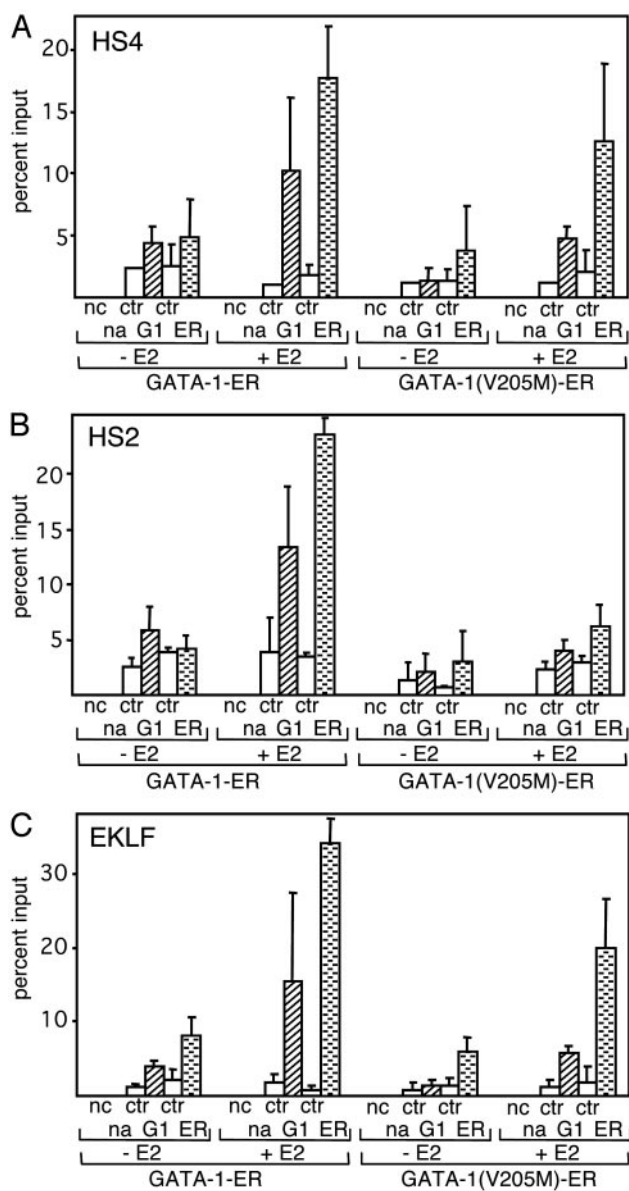 A
HS4
percent input
20
15
10
5
nc ctr ctr nc ctr ctr nc ctr ctr nc ctr ctr
na G1 ER na G1 ER na G1 ER na G1 ER
- E2 + E2 - E2 + E2
GATA-1-ER GATA-1(V205M)-ER
B
HS2
percent input
20
15
10
5
nc ctr ctr nc ctr ctr nc ctr ctr nc ctr ctr
na G1 ER na G1 ER na G1 ER na G1 ER
- E2 + E2 - E2 + E2
GATA-1-ER GATA-1(V205M)-ER
C
EKLF
percent input
30
20
10
nc ctr ctr nc ctr ctr nc ctr ctr nc ctr ctr
na G1 ER na G1 ER na G1 ER na G1 ER
- E2 + E2 - E2 + E2
GATA-1-ER GATA-1(V205M)-ER